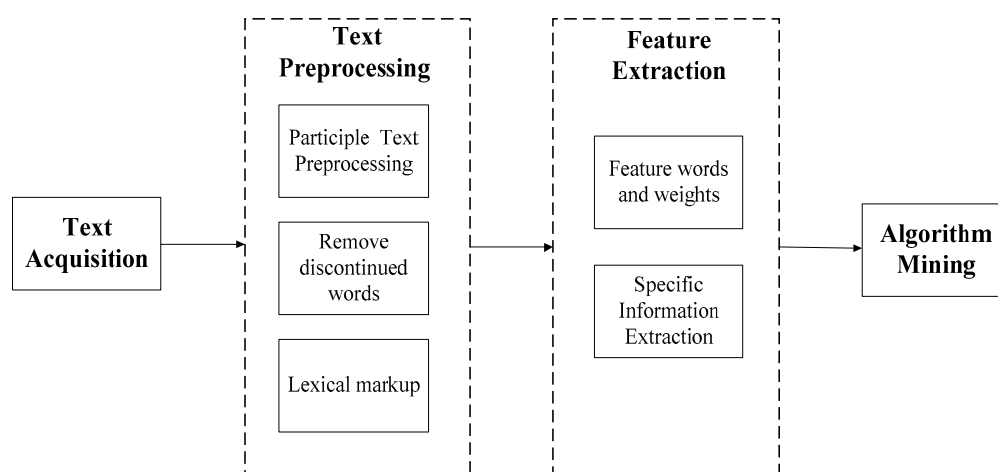 Text
Acquisition
Text
Preprocessing
Participle Text
Preprocessing
Remove
discontinued
words
Lexical markup
Feature
Extraction
Feature words
and weights
Specific
Information
Extraction
Algorithm
Mining